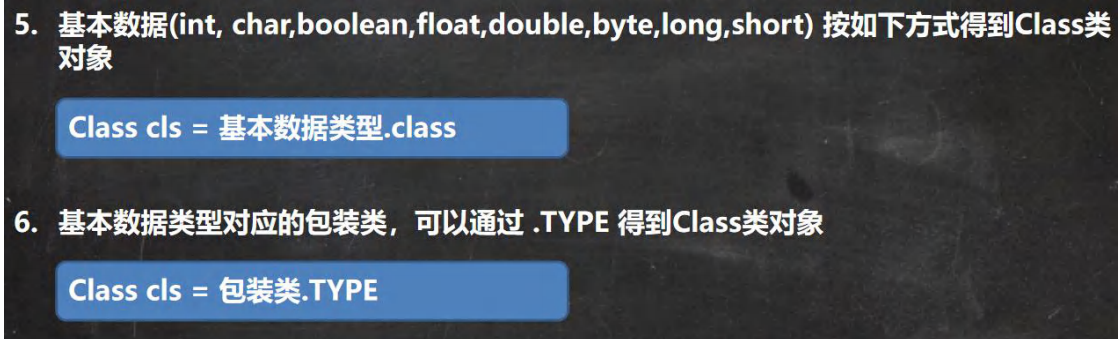 5. 基本数据(int, char,boolean,float,double,byte,long,short) 按如下方式得到Class类
对象
Class cls = 基本数据类型.class
6. 基本数据类型对应的包装类，可以通过 .TYPE 得到Class类对象
Class cls = 包装类.TYPE